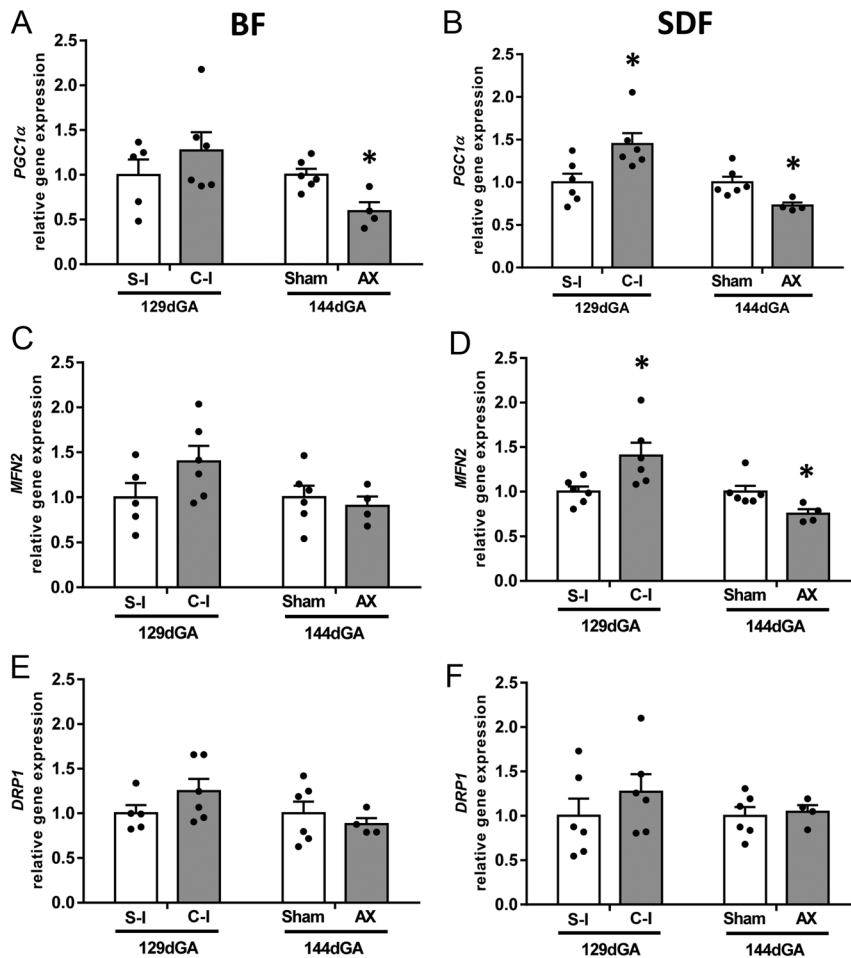 A
BF
PGC1α
relative gene expression
2.5
2.0
1.5
1.0
0.5
0.0
*
S-I C-I Sham AX
129dGA 144dGA
B
SDF
PGC1α
relative gene expression
2.5
2.0
1.5
1.0
0.5
0.0
* *
S-I C-I Sham AX
129dGA 144dGA
C
MFN2
relative gene expression
2.5
2.0
1.5
1.0
0.5
0.0
S-I C-I Sham AX
129dGA 144dGA
D
MFN2
relative gene expression
2.5
2.0
1.5
1.0
0.5
0.0
* *
S-I C-I Sham AX
129dGA 144dGA
E
DRP1
relative gene expression
2.5
2.0
1.5
1.0
0.5
0.0
S-I C-I Sham AX
129dGA 144dGA
F
DRP1
relative gene expression
2.5
2.0
1.5
1.0
0.5
0.0
S-I C-I Sham AX
129dGA 144dGA